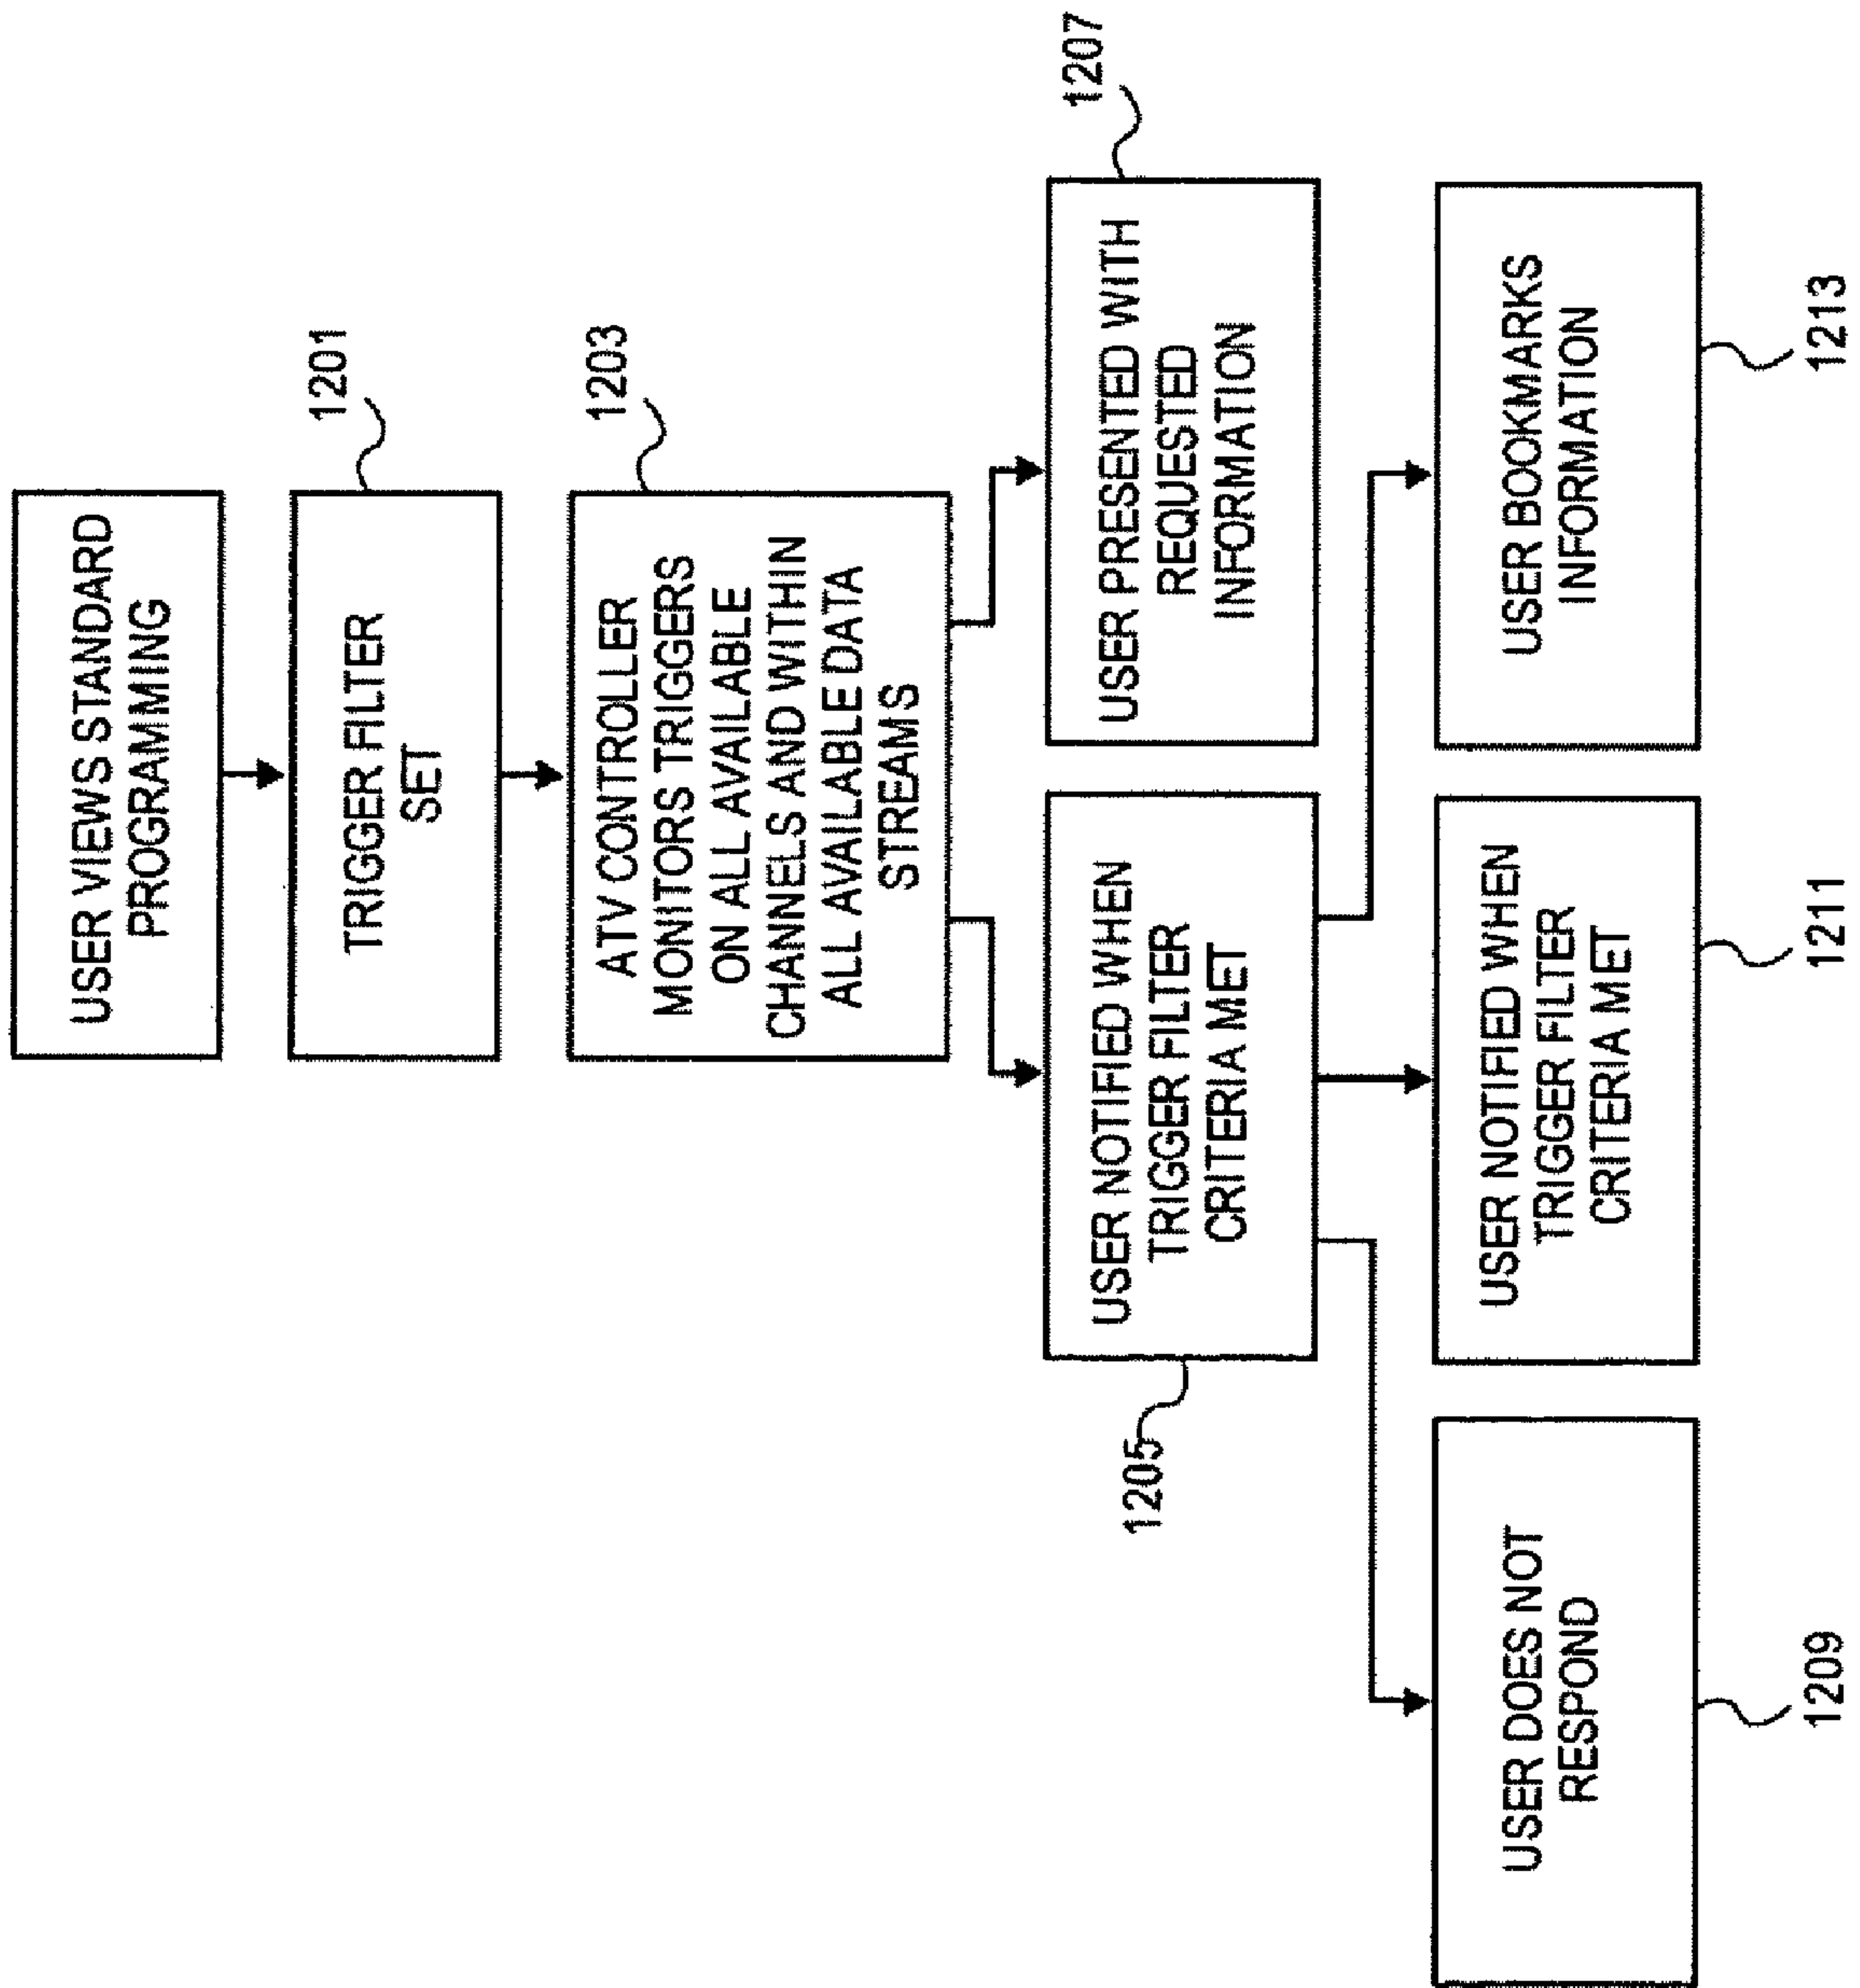 USER VIEWS STANDARD
PROGRAMMING
TRIGGER FILTER
SET
1201
ATV CONTROLLER
MONITORS TRIGGERS
ON ALL AVAILABLE
CHANNELS AND WITHIN
ALL AVAILABLE DATA
STREAMS
1203
USER NOTIFIED WHEN
TRIGGER FILTER
CRITERIA MET
1205
USER PRESENTED WITH
REQUESTED
INFORMATION
1207
USER DOES NOT
RESPOND
1209
USER NOTIFIED WHEN
TRIGGER FILTER
CRITERIA MET
1211
USER BOOKMARKS
INFORMATION
1213